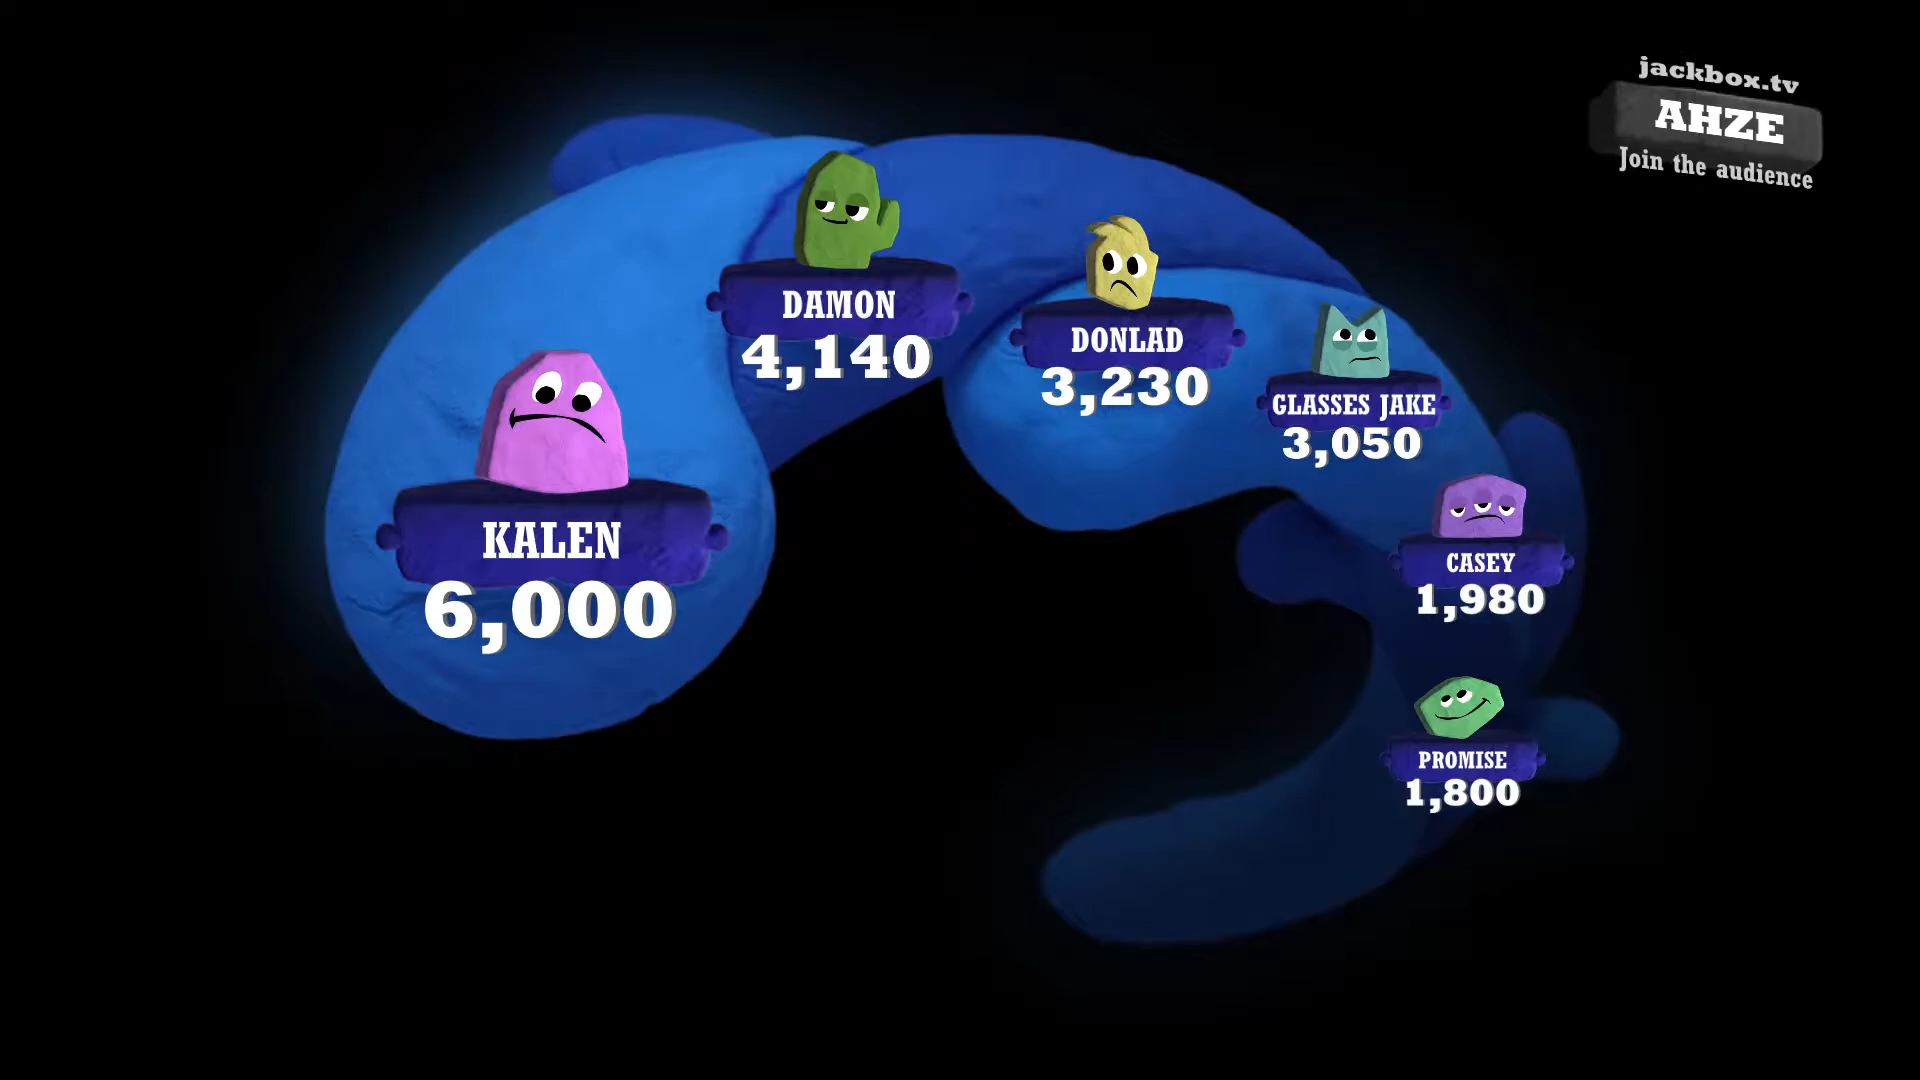 jackbox.tv
AHZE
Join the audience
KALEN
6,000
DAMON
4,140
DONLAD
3,230
GLASSES JAKE
3,050
CASEY
1,980
PROMISE
1,800